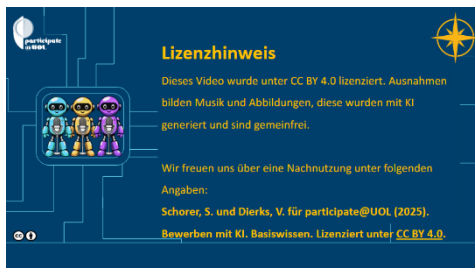 participate
@UOL
Lizenzhinweis
Dieses Video wurde unter CC BY 4.0 lizenziert. Ausnahmen
bilden Musik und Abbildungen, diese wurden mit KI
generiert und sind gemeinfrei.
Wir freuen uns über eine Nachnutzung unter folgenden
Angaben:
Schorer, S. und Dierks, V. für participate@UOL (2025).
Bewerben mit KI. Basiswissen. Lizenziert unter CC BY 4.0.